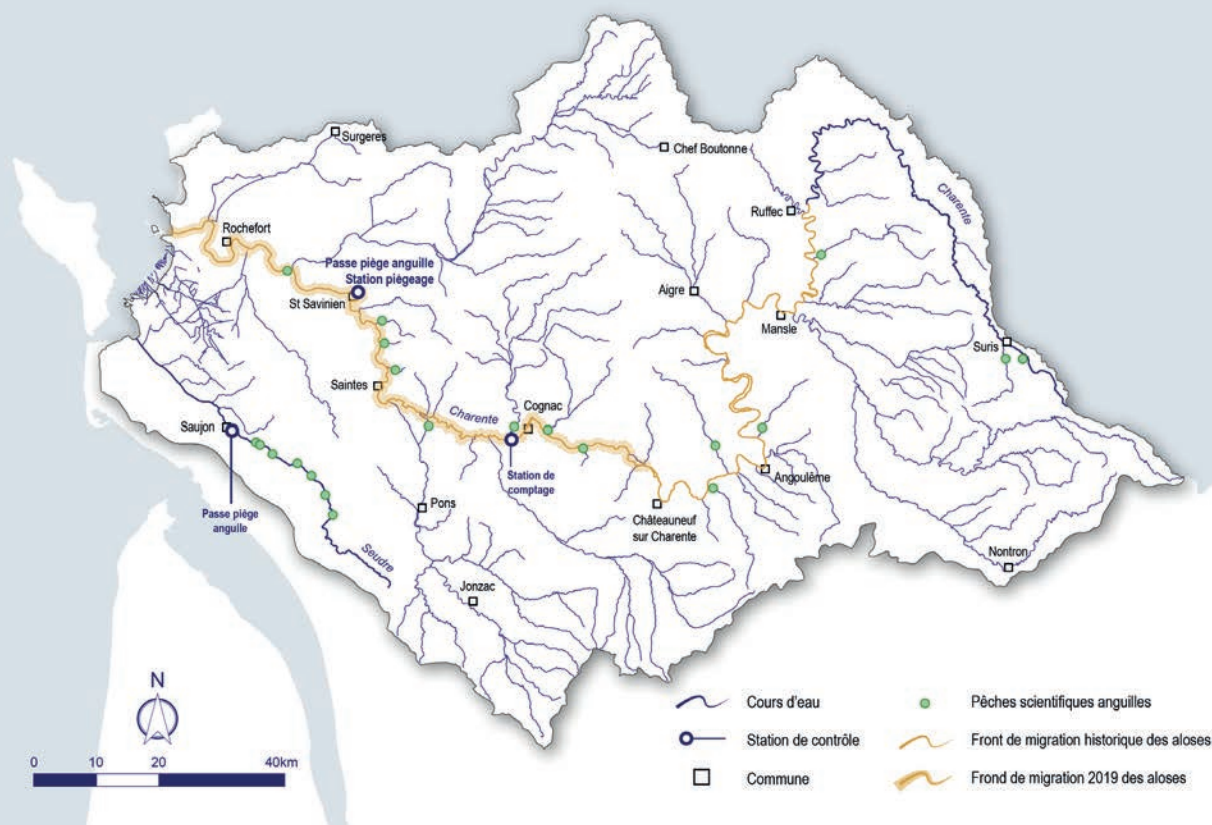 Surgeres
Chef Boutonne
Charente
Ruffec
Rochefort
Passe piège anguille
Station piégeage
St Savinien
Aigre
Mansle
Suris
Saintes
Cognac
Charente
Saujon
Station de
comptage
Angoulême
Passe piège
anguille
Pons
Châteauneuf
sur Charente
Seudre
Nontron
Jonzac
N
0 10 20 40km
Cours d'eau
Station de contrôle
Commune
Pêches scientifiques anguilles
Front de migration historique des aloses
Frond de migration 2019 des aloses